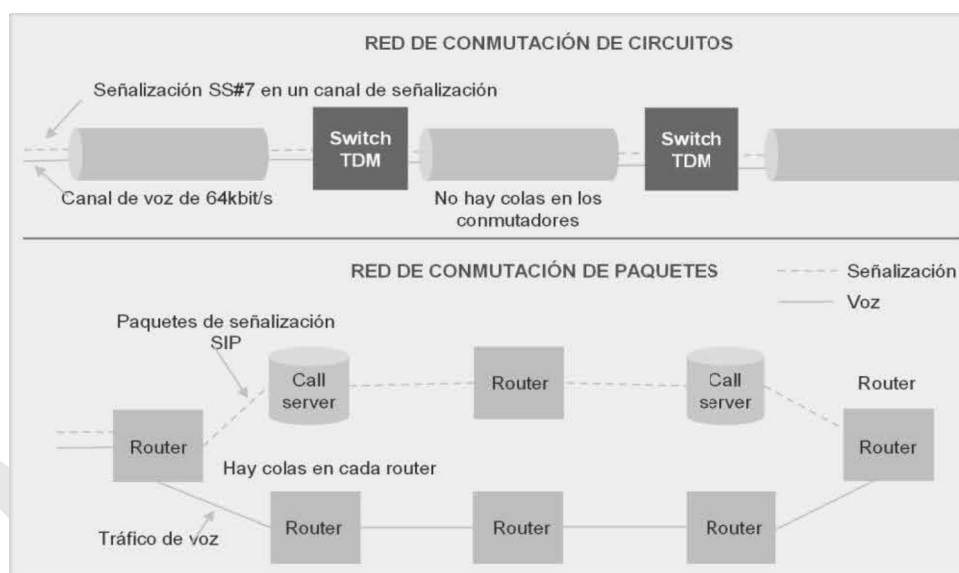 RED DE CONMUTACIÓN DE CIRCUITOS
Señalización SS#7 en un canal de señalización
Switch
TDM
Switch
TDM
Canal de voz de 64kbit/s
No hay colas en los
conmutadores
RED DE CONMUTACIÓN DE PAQUETES
Señalización
Voz
Paquetes de señalización
SIP
Call
server
Router
Call
server
Router
Router
Router
Hay colas en cada router
Tráfico de voz
Router
Router
Router